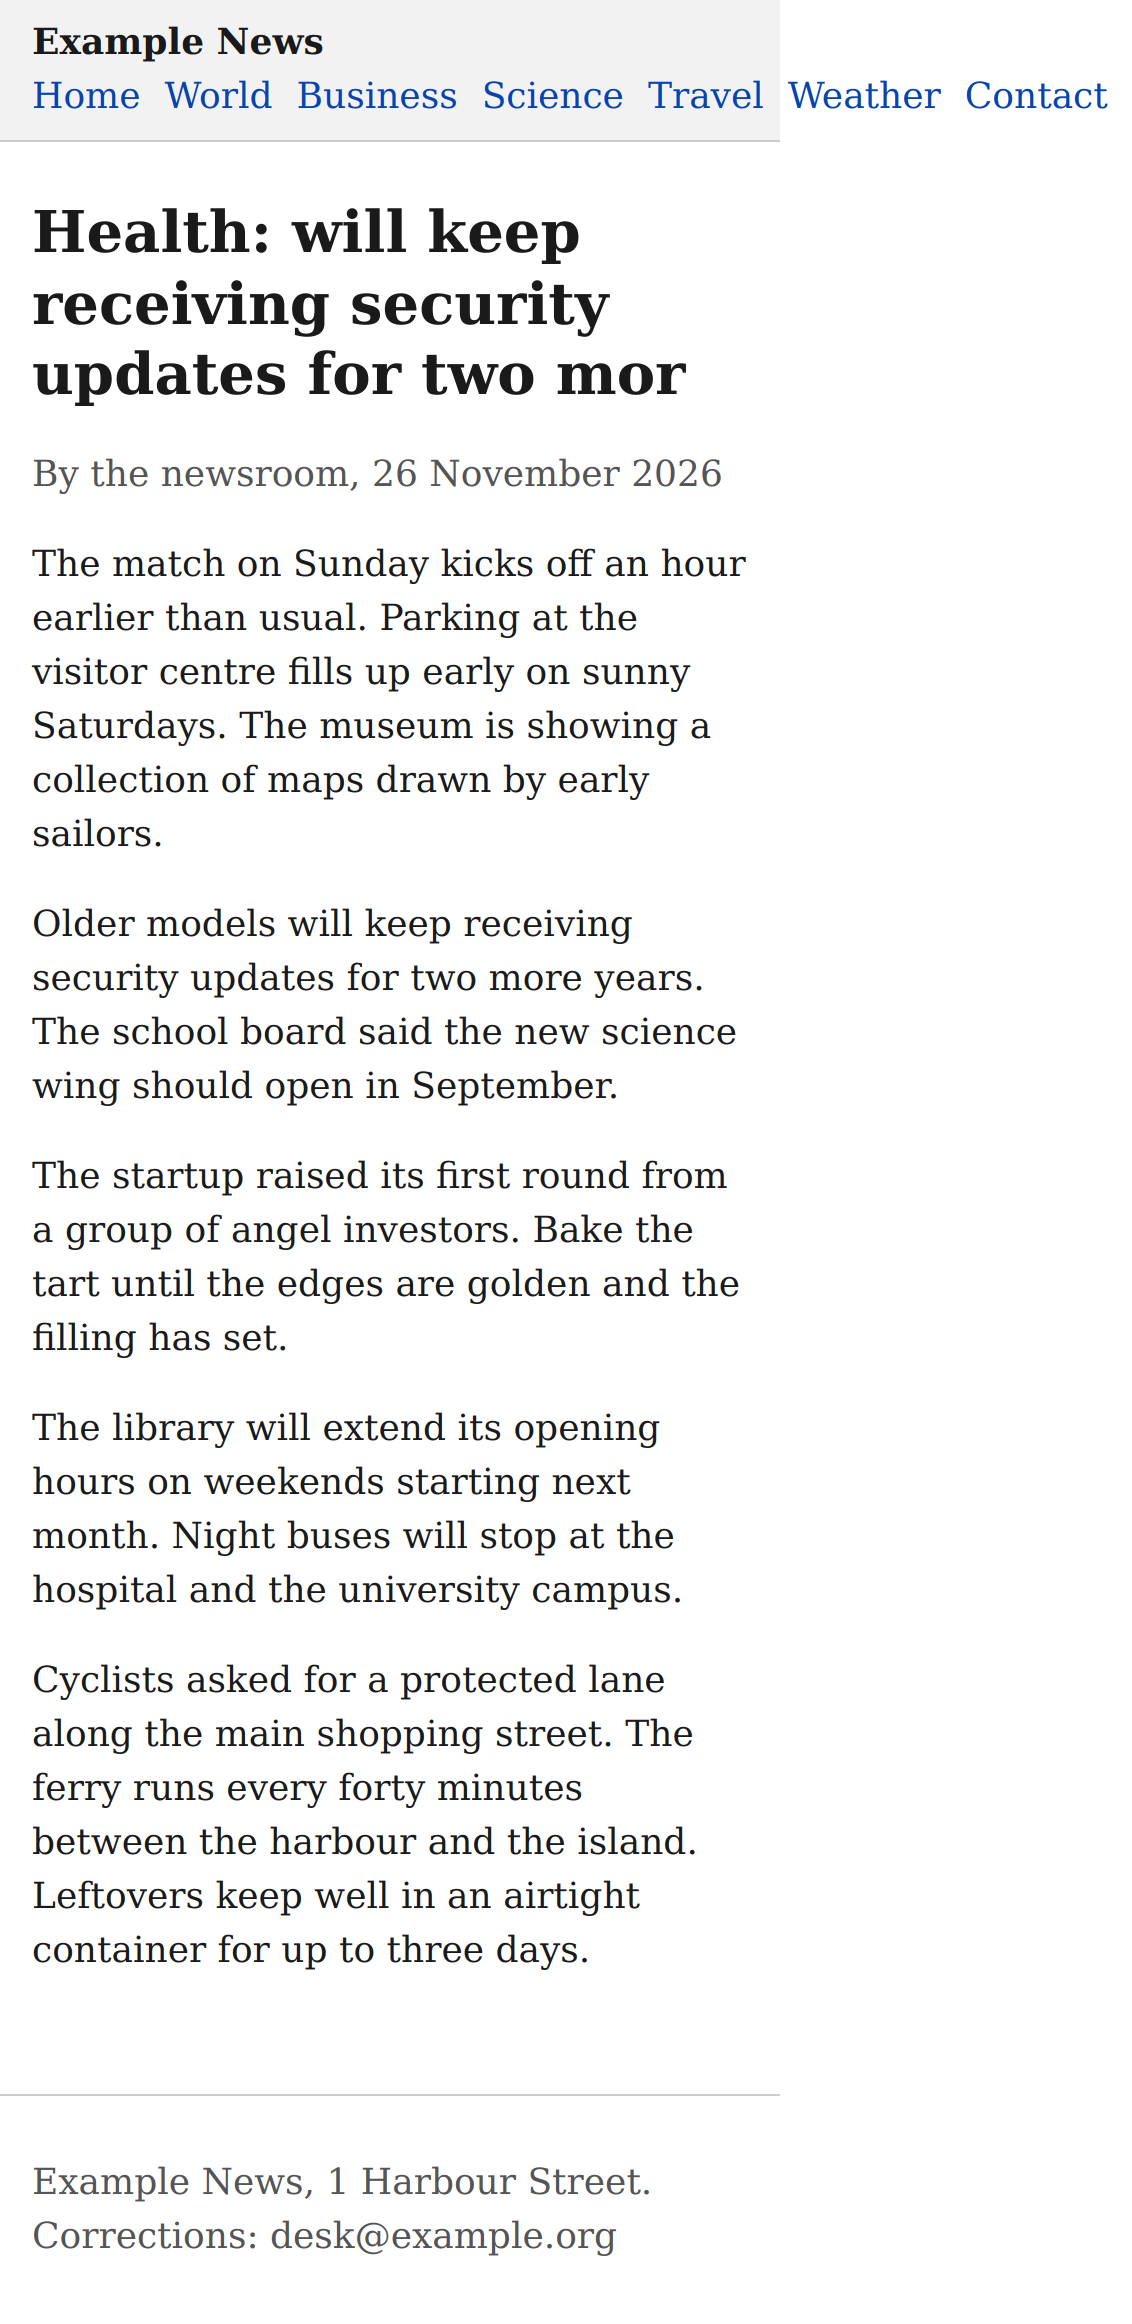 Example News
Home World Business Science Travel Weather Contact
Health: will keep
receiving security
updates for two mor
By the newsroom, 26 November 2026
The match on Sunday kicks off an hour
earlier than usual. Parking at the
visitor centre fills up early on sunny
Saturdays. The museum is showing a
collection of maps drawn by early
sailors.
Older models will keep receiving
security updates for two more years.
The school board said the new science
wing should open in September.
The startup raised its first round from
a group of angel investors. Bake the
tart until the edges are golden and the
filling has set.
The library will extend its opening
hours on weekends starting next
month. Night buses will stop at the
hospital and the university campus.
Cyclists asked for a protected lane
along the main shopping street. The
ferry runs every forty minutes
between the harbour and the island.
Leftovers keep well in an airtight
container for up to three days.
Example News, 1 Harbour Street.
Corrections: desk@example.org